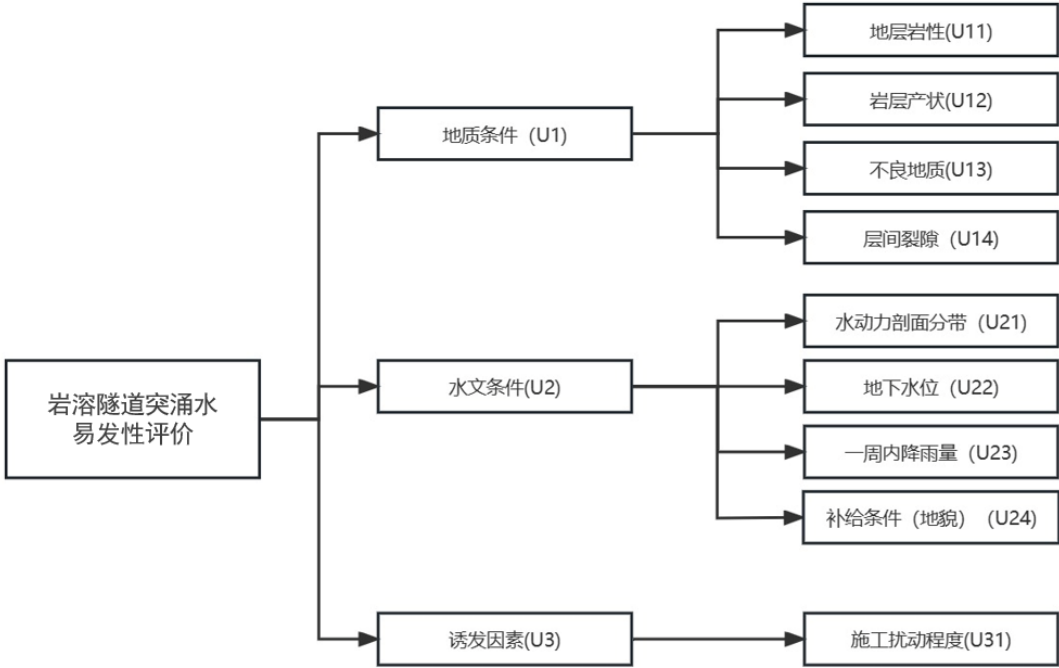 岩溶隧道突涌水
易发性评价
地质条件（U1)
水文条件(U2)
诱发因素(U3)
地层岩性(U11)
岩层产状(U12)
不良地质(U13)
层间裂隙（U14)
水动力剖面分带（U21)
地下水位（U22)
一周内降雨量（U23)
补给条件（地貌）（U24)
施工扰动程度(U31)